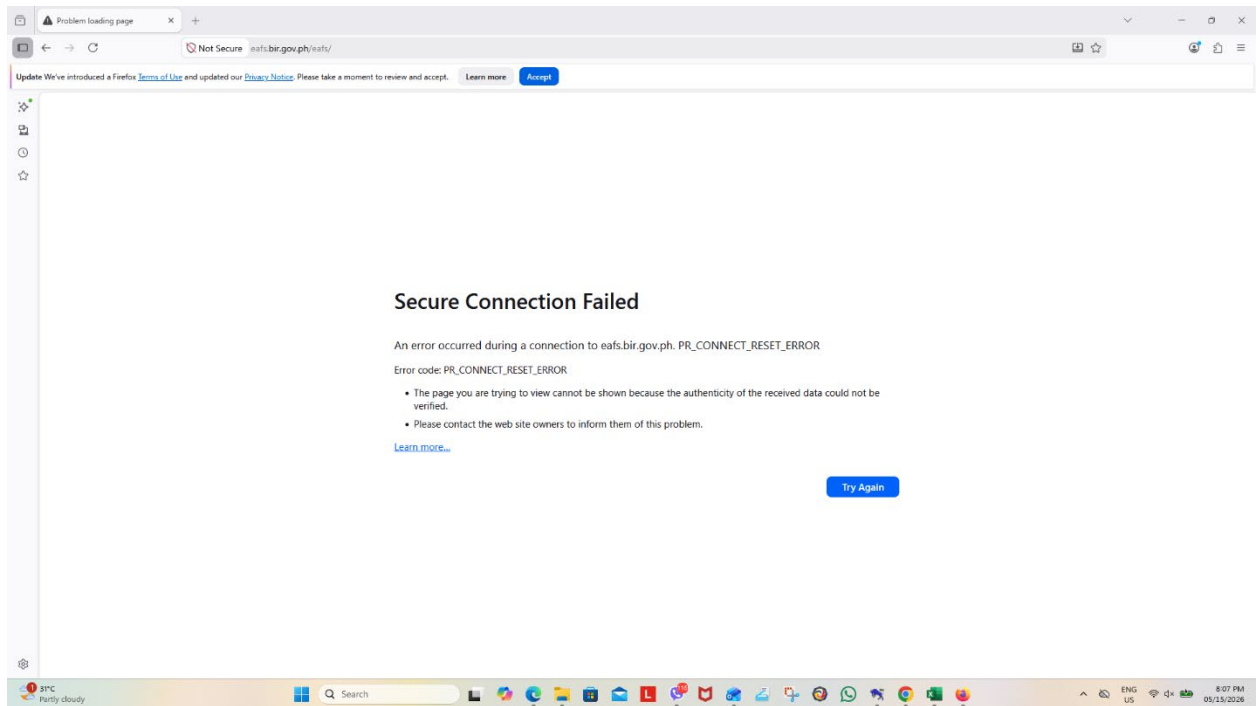 Problem loading page
Not Secure eafs.bir.gov.ph/eafs/
Update We've introduced a Firefox Terms of Use and updated our Privacy Notice. Please take a moment to review and accept. Learn more Accept
Secure Connection Failed
An error occurred during a connection to eafs.bir.gov.ph. PR_CONNECT_RESET_ERROR
Error code: PR_CONNECT_RESET_ERROR
• The page you are trying to view cannot be shown because the authenticity of the received data could not be
verified.
• Please contact the web site owners to inform them of this problem.
Learn more...
Try Again
1
31°C
Partly cloudy
Search
L
ENG
US
8:07 PM
05/15/2026